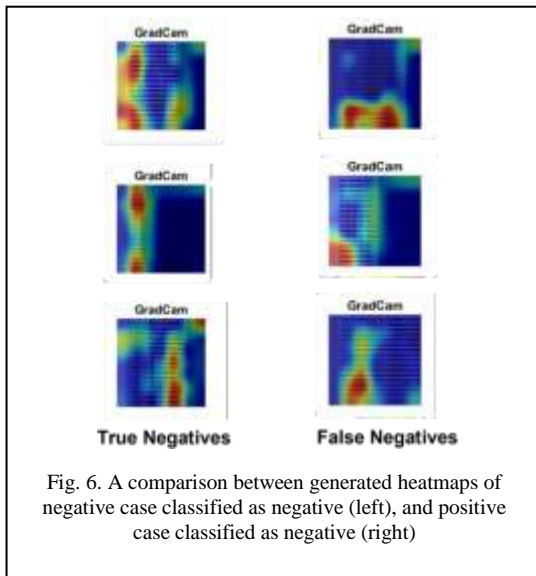 GradCam GradCam
GradCam GradCam
GradCam GradCam
True Negatives False Negatives
Fig. 6. A comparison between generated heatmaps of
negative case classified as negative (left), and positive
case classified as negative (right)